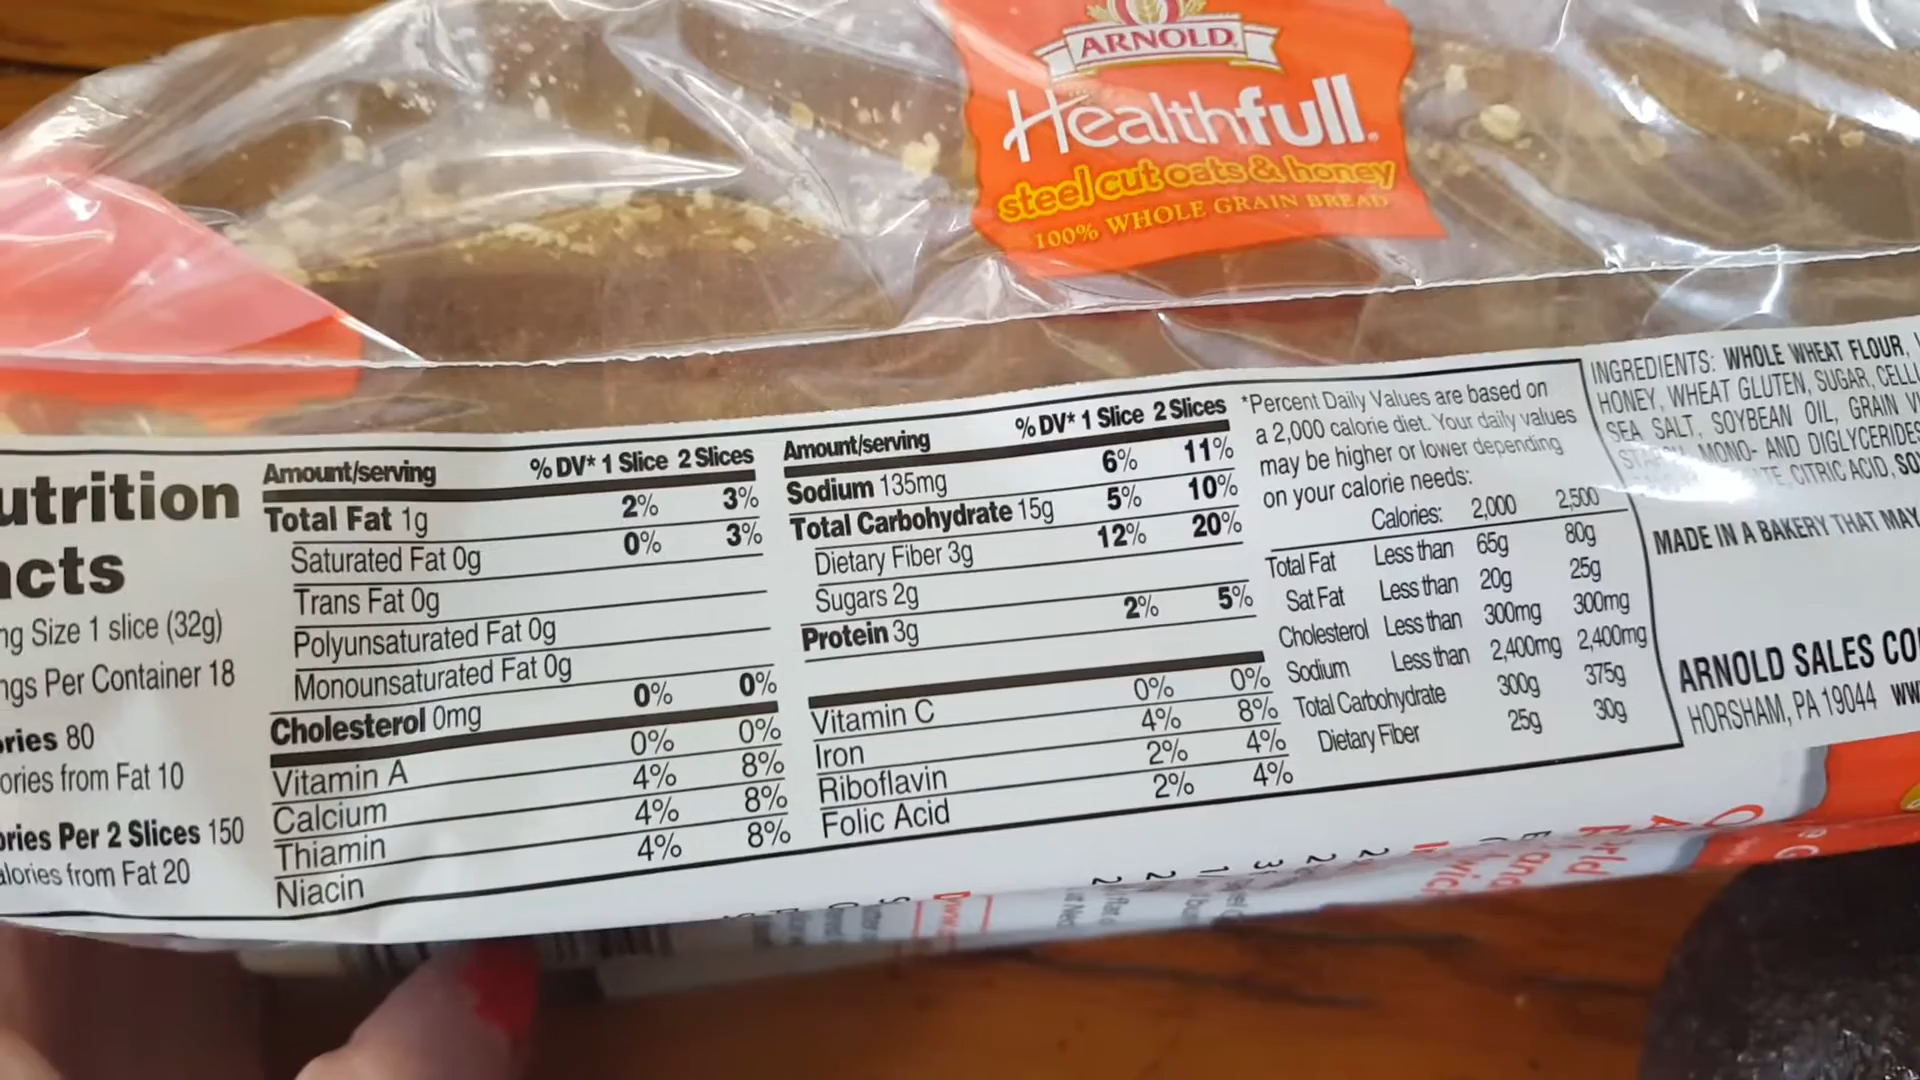 ARNOLD
Healthfull.
steel cut oats & honey
100% WHOLE GRAIN BREAD
utrition
acts
ng Size 1 slice (32g)
ngs Per Container 18
ories 80
ories from Fat 10
ories Per 2 Slices 150
alories from Fat 20
Amount/serving % DV* 1 Slice 2 Slices
Total Fat 1g 2% 3%
Saturated Fat 0g 0% 3%
Trans Fat 0g
Polyunsaturated Fat 0g
Monounsaturated Fat 0g
Cholesterol 0mg 0% 0%
Vitamin A 0% 0%
Calcium 4% 8%
Thiamin 4% 8%
Niacin 4% 8%
Amount/serving % DV* 1 Slice 2 Slices
Sodium 135mg 6% 11%
Total Carbohydrate 15g 5% 10%
Dietary Fiber 3g 12% 20%
Sugars 2g
Protein 3g 2% 5%
Vitamin C 0% 0%
Iron 4% 8%
Riboflavin 2% 4%
Folic Acid 2% 4%
*Percent Daily Values are based on
a 2,000 calorie diet. Your daily values
may be higher or lower depending
on your calorie needs:
Calories: 2,000 2,500
Total Fat Less than 65g 80g
Sat Fat Less than 20g 25g
Cholesterol Less than 300mg 300mg
Sodium Less than 2,400mg 2,400mg
Total Carbohydrate 300g 375g
Dietary Fiber 25g 30g
INGREDIENTS: WHOLE WHEAT FLOUR,
HONEY, WHEAT GLUTEN, SUGAR, CELL
SEA SALT, SOYBEAN OIL, GRAIN V
MONO- AND DIGLYCERIDES
CITRIC ACID, SO
MADE IN A BAKERY THAT MAY
ARNOLD SALES CO
HORSHAM, PA 19044 WW